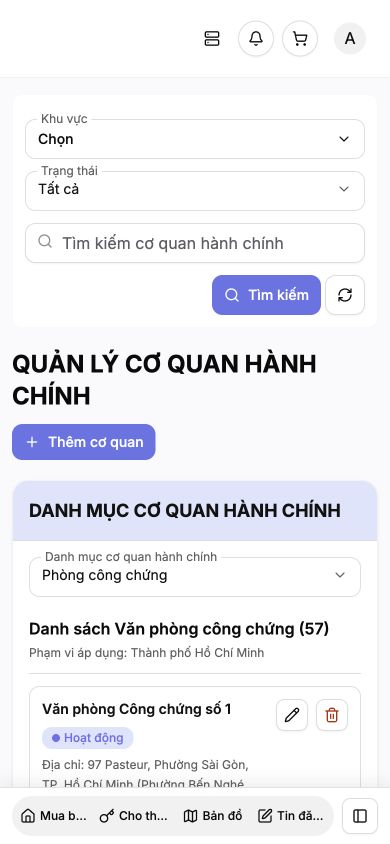 A
Khu vực
Chọn
Trạng thái
Tất cả
Tìm kiếm cơ quan hành chính
Tìm kiếm
QUẢN LÝ CƠ QUAN HÀNH
CHÍNH
Thêm cơ quan
DANH MỤC CƠ QUAN HÀNH CHÍNH
Danh mục cơ quan hành chính
Phòng công chứng
Danh sách Văn phòng công chứng (57)
Phạm vi áp dụng: Thành phố Hồ Chí Minh
Văn phòng Công chứng số 1
Hoạt động
Địa chỉ: 97 Pasteur, Phường Sài Gòn,
TP. Hồ Chí Minh (Phường Bến Nghé
Mua b... Cho th... Bản đồ Tin đă...